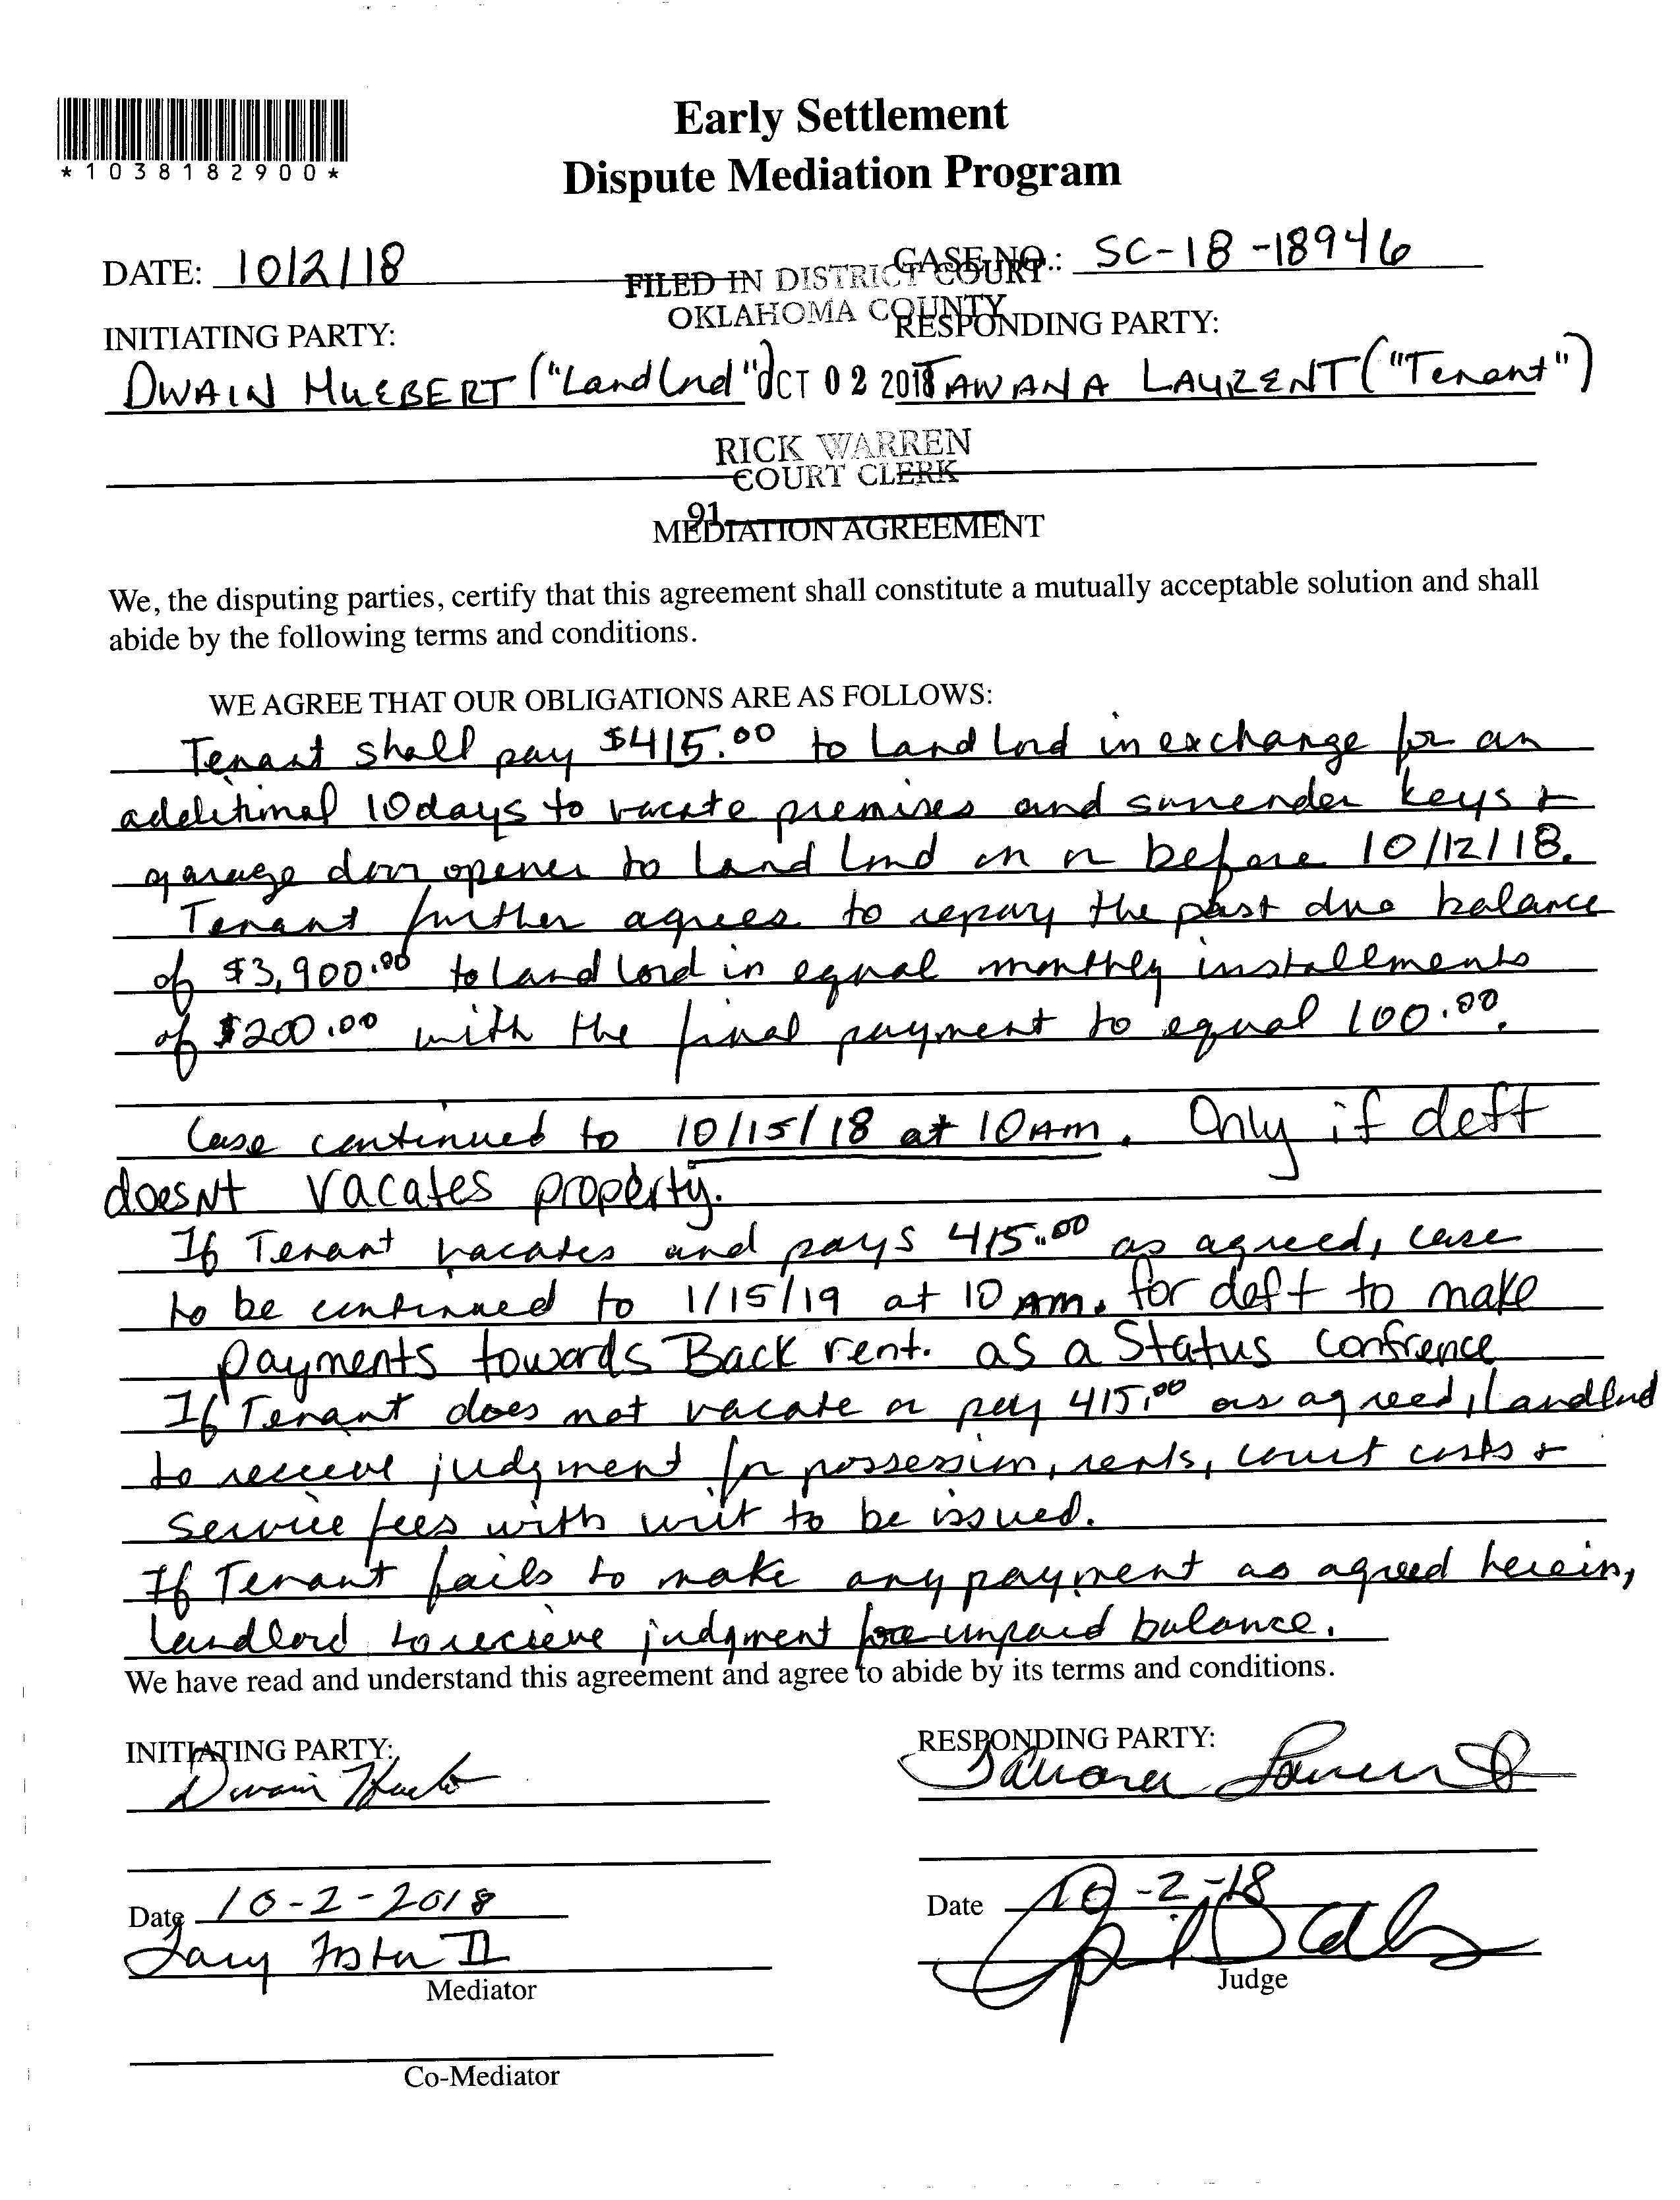 *1038182900*
Early Settlement
Dispute Mediation Program
DATE: 10/2/18
CASE NO.: SC-18-18946
FILED IN DISTRICT COURT
OKLAHOMA COUNTY
INITIATING PARTY:
RESPONDING PARTY:
DWAIN HUEBERT ("Landlord")
OCT 02 2018
TAWANA LAURENT ("Tenant")
RICK WARREN
COURT CLERK
91
MEDIATION AGREEMENT
We, the disputing parties, certify that this agreement shall constitute a mutually acceptable solution and shall
abide by the following terms and conditions.
WE AGREE THAT OUR OBLIGATIONS ARE AS FOLLOWS:
Tenant shall pay $415.00 to Landlord in exchange for an
additional 10 days to vacate premises and surrender keys &
garage door opener to landlord on or before 10/12/18.
Tenant further agrees to repay the past due balance
of $3,900.00 to landlord in equal monthly installments
of $200.00 with the final payment to equal 100.00.
Case continued to 10/15/18 at 10 AM. Only if deft
doesnt vacates property.
If Tenant vacates and pays 415.00 as agreed, case
to be continued to 1/15/19 at 10 AM. for deft to make
payments towards Back rent. as a Status confrence
If Tenant does not vacate or pay 415.00 as agreed, Landlord
to receive judgment for possession, rents, court costs &
service fees with writ to be issued.
If Tenant fails to make any payment as agreed herein,
landlord to recieve judgment for unpaid balance.
We have read and understand this agreement and agree to abide by its terms and conditions.
INITIATING PARTY:
RESPONDING PARTY:
Dwain Huebert
Tawana Laurent
Date 10-2-2018
Date 10-2-18
Foster II
Mediator
Judge
Co-Mediator